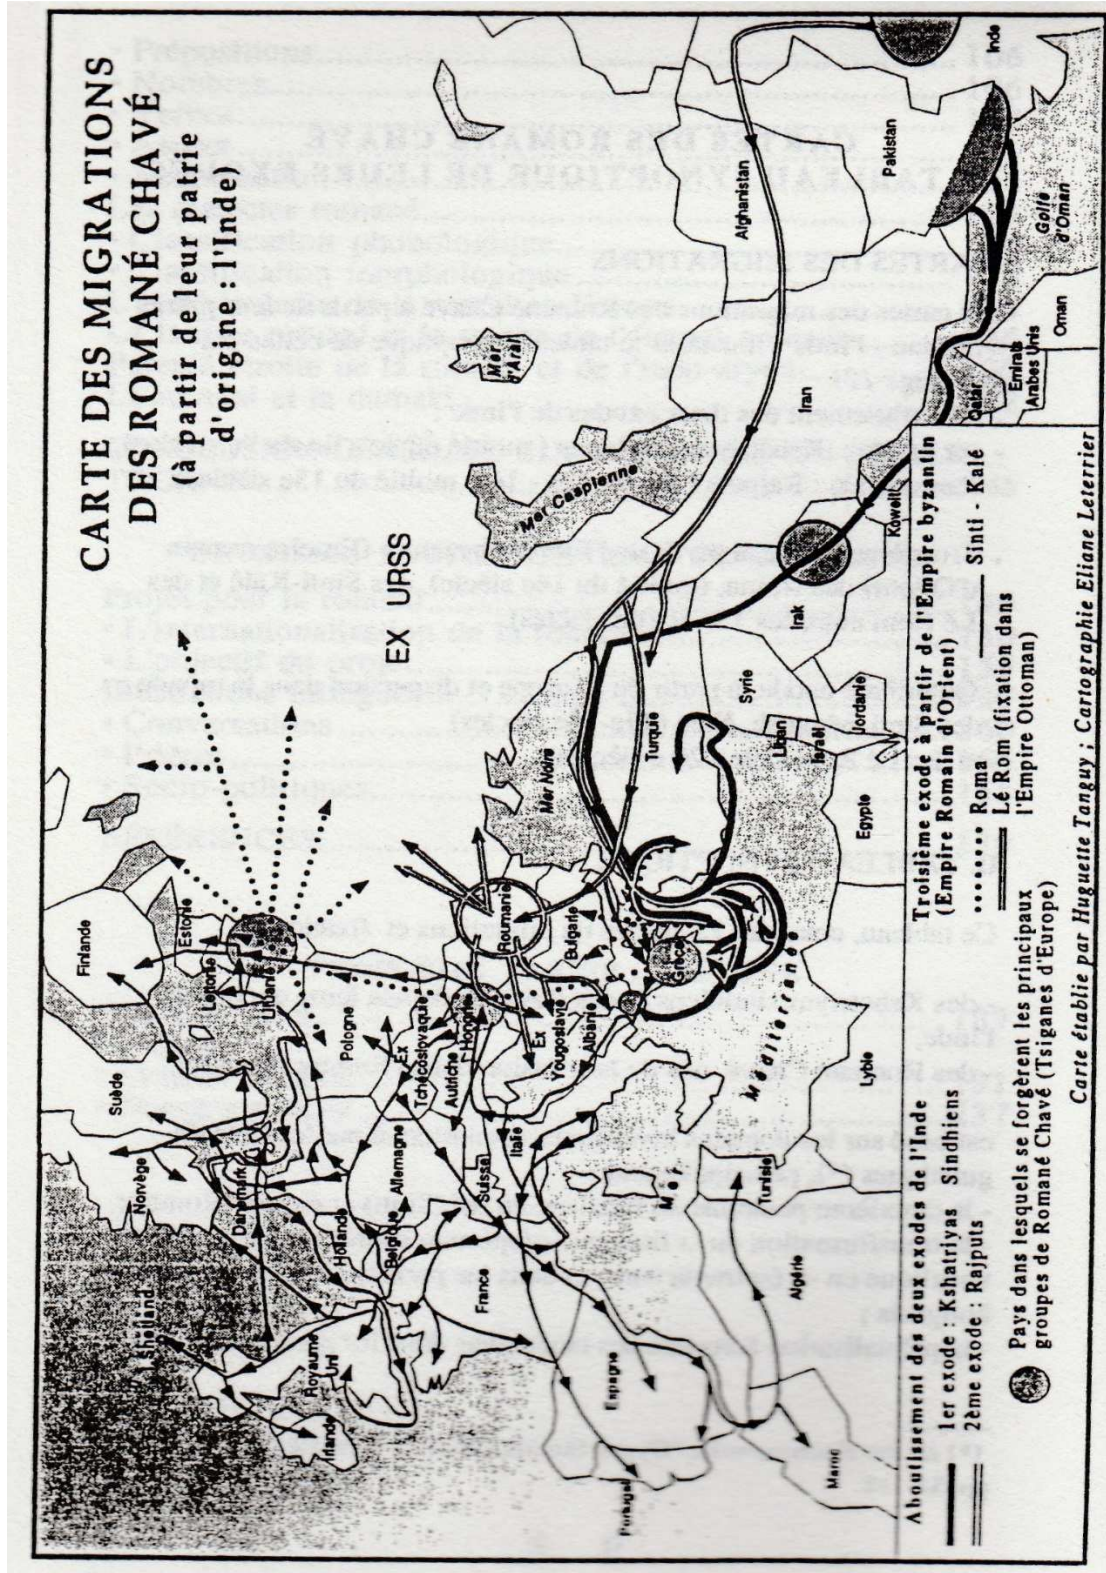 CARTE DES MIGRATIONS
DES ROMANÉ CHAVÉ
(à partir de leur patrie
d'origine : l'Inde)
EX URSS
I. Shetland
Norvège
Suède
Finlande
Estonie
Lettonie
Lituanie
Danemark
Royaume
Uni
Irlande
Hollande
Belgique
Allemagne
Pologne
Ex
Tchécoslovaquie
Autriche
Hongrie
Roumanie
Suisse
France
Italie
Ex
Yougoslavie
Bulgarie
Albanie
Grèce
Mer Noire
Mer Caspienne
Mer
d'Aral
Turquie
Syrie
Liban
Israël
Jordanie
Irak
Iran
Koweit
Qatar
Emirats
Arabes Unis
Oman
Golfe
d'Oman
Afghanistan
Pakistan
Inde
Portugal
Espagne
Maroc
Algérie
Tunisie
Lybie
Egypte
Mer
Méditerranée
Aboutissement des deux exodes de l'Inde
1er exode : Kshatriyas Sindhiens
2ème exode : Rajputs
Pays dans lesquels se forgèrent les principaux
groupes de Romané Chavé (Tsiganes d'Europe)
Troisième exode à partir de l'Empire byzantin
(Empire Romain d'Orient)
Roma
Sinti - Kalé
Lé Rom (fixation dans
l'Empire Ottoman)
Carte établie par Huguette Tanguy ; Cartographie Eliane Leterrier